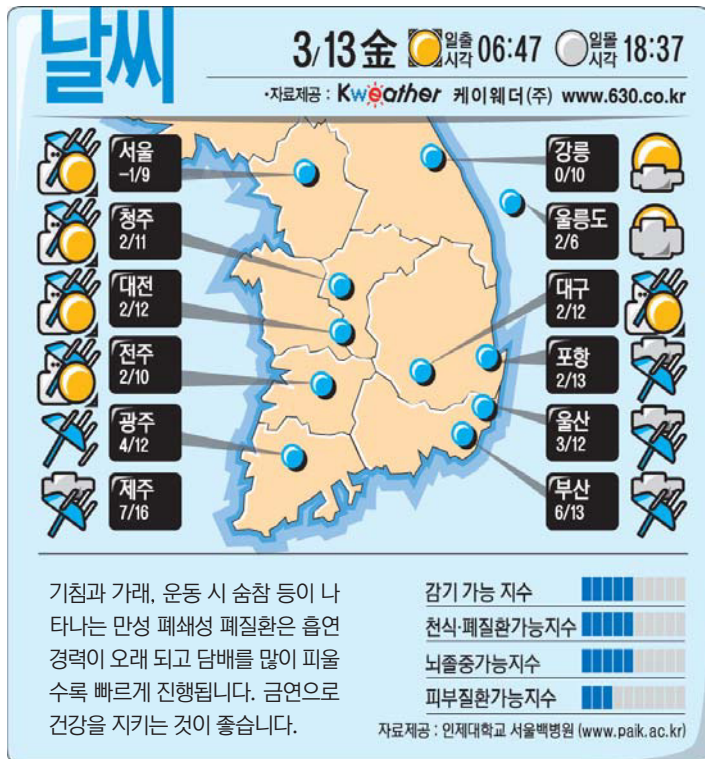 날씨
3/13 金 일출시각 06:47 일몰시각 18:37
·자료제공 : Kweather 케이웨더(주) www.630.co.kr
서울
-1/9
청주
2/11
대전
2/12
전주
2/10
광주
4/12
제주
7/16
강릉
0/10
울릉도
2/6
대구
2/12
포항
2/13
울산
3/12
부산
6/13
기침과 가래, 운동 시 숨참 등이 나
타나는 만성 폐쇄성 폐질환은 흡연
경력이 오래 되고 담배를 많이 피울
수록 빠르게 진행됩니다. 금연으로
건강을 지키는 것이 좋습니다.
감기 가능 지수
천식·폐질환가능지수
뇌졸중가능지수
피부질환가능지수
자료제공 : 인제대학교 서울백병원 (www.paik.ac.kr)